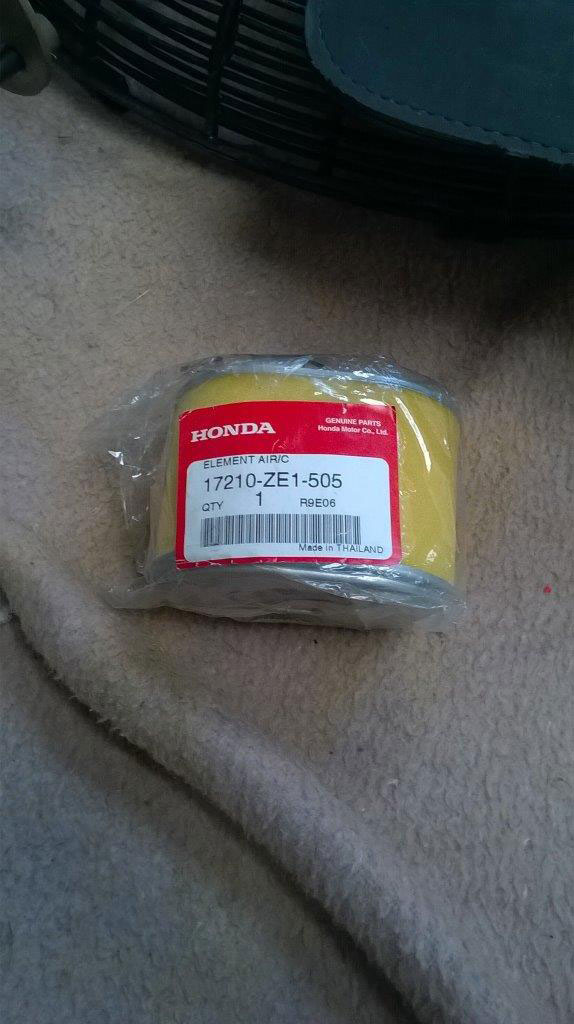 HONDA
GENUINE PARTS
Honda Motor Co., Ltd.
ELEMENT AIR/C
17210-ZE1-505
QTY 1 R9E06
Made in THAILAND